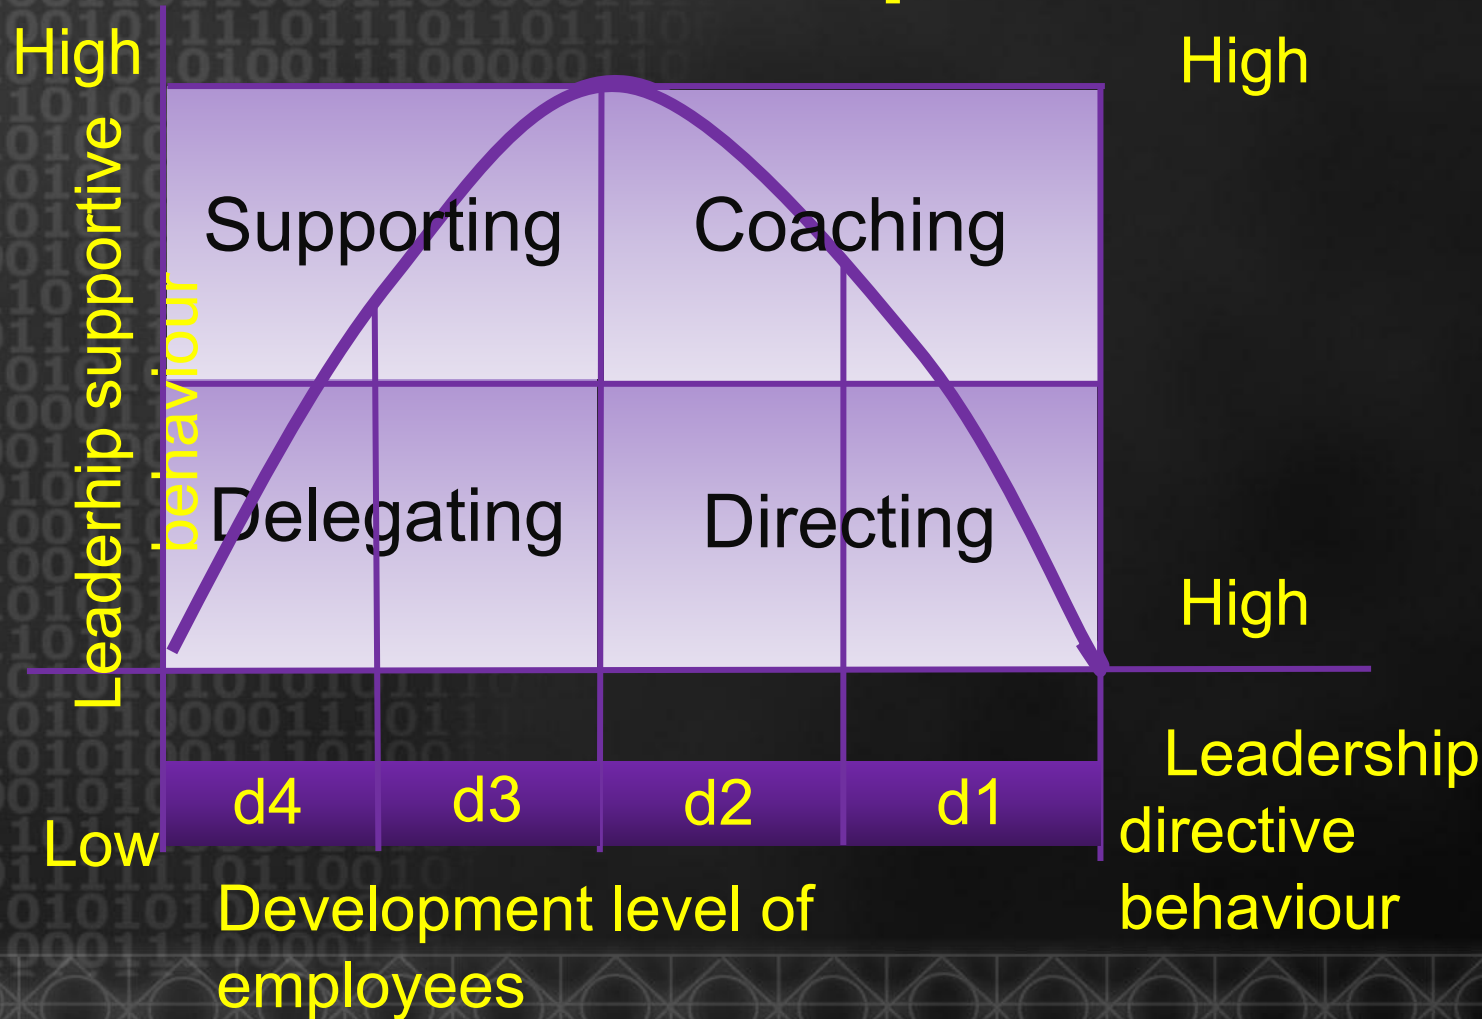 High
High
Leaderhip supportive
behaviour
Supporting
Coaching
Delegating
Directing
High
d4
d3
d2
d1
Low
Leadership
directive
behaviour
Development level of
employees